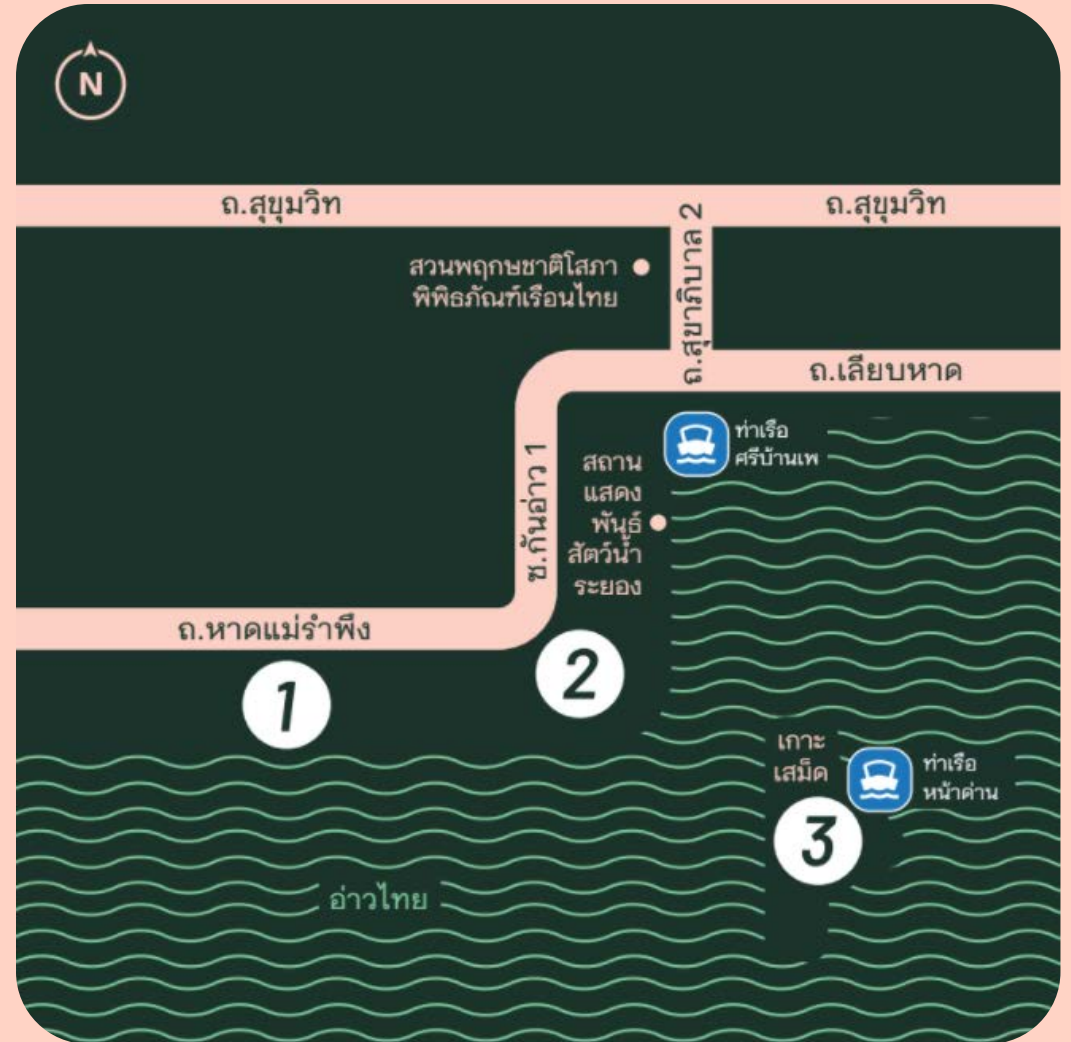 N
ถ.สุขุมวิท
ถ.สุขุมวิท
ถ.สุขาภิบาล 2
สวนพฤกษชาติโสภา
พิพิธภัณฑ์เรือนไทย
ถ.เลียบหาด
ท่าเรือ
ศรีบ้านเพ
ซ.ก้นอ่าว 1
สถาน
แสดง
พันธุ์
สัตว์น้ำ
ระยอง
ถ.หาดแม่รำพึง
1
2
เกาะ
เสม็ด
ท่าเรือ
หน้าด่าน
3
อ่าวไทย